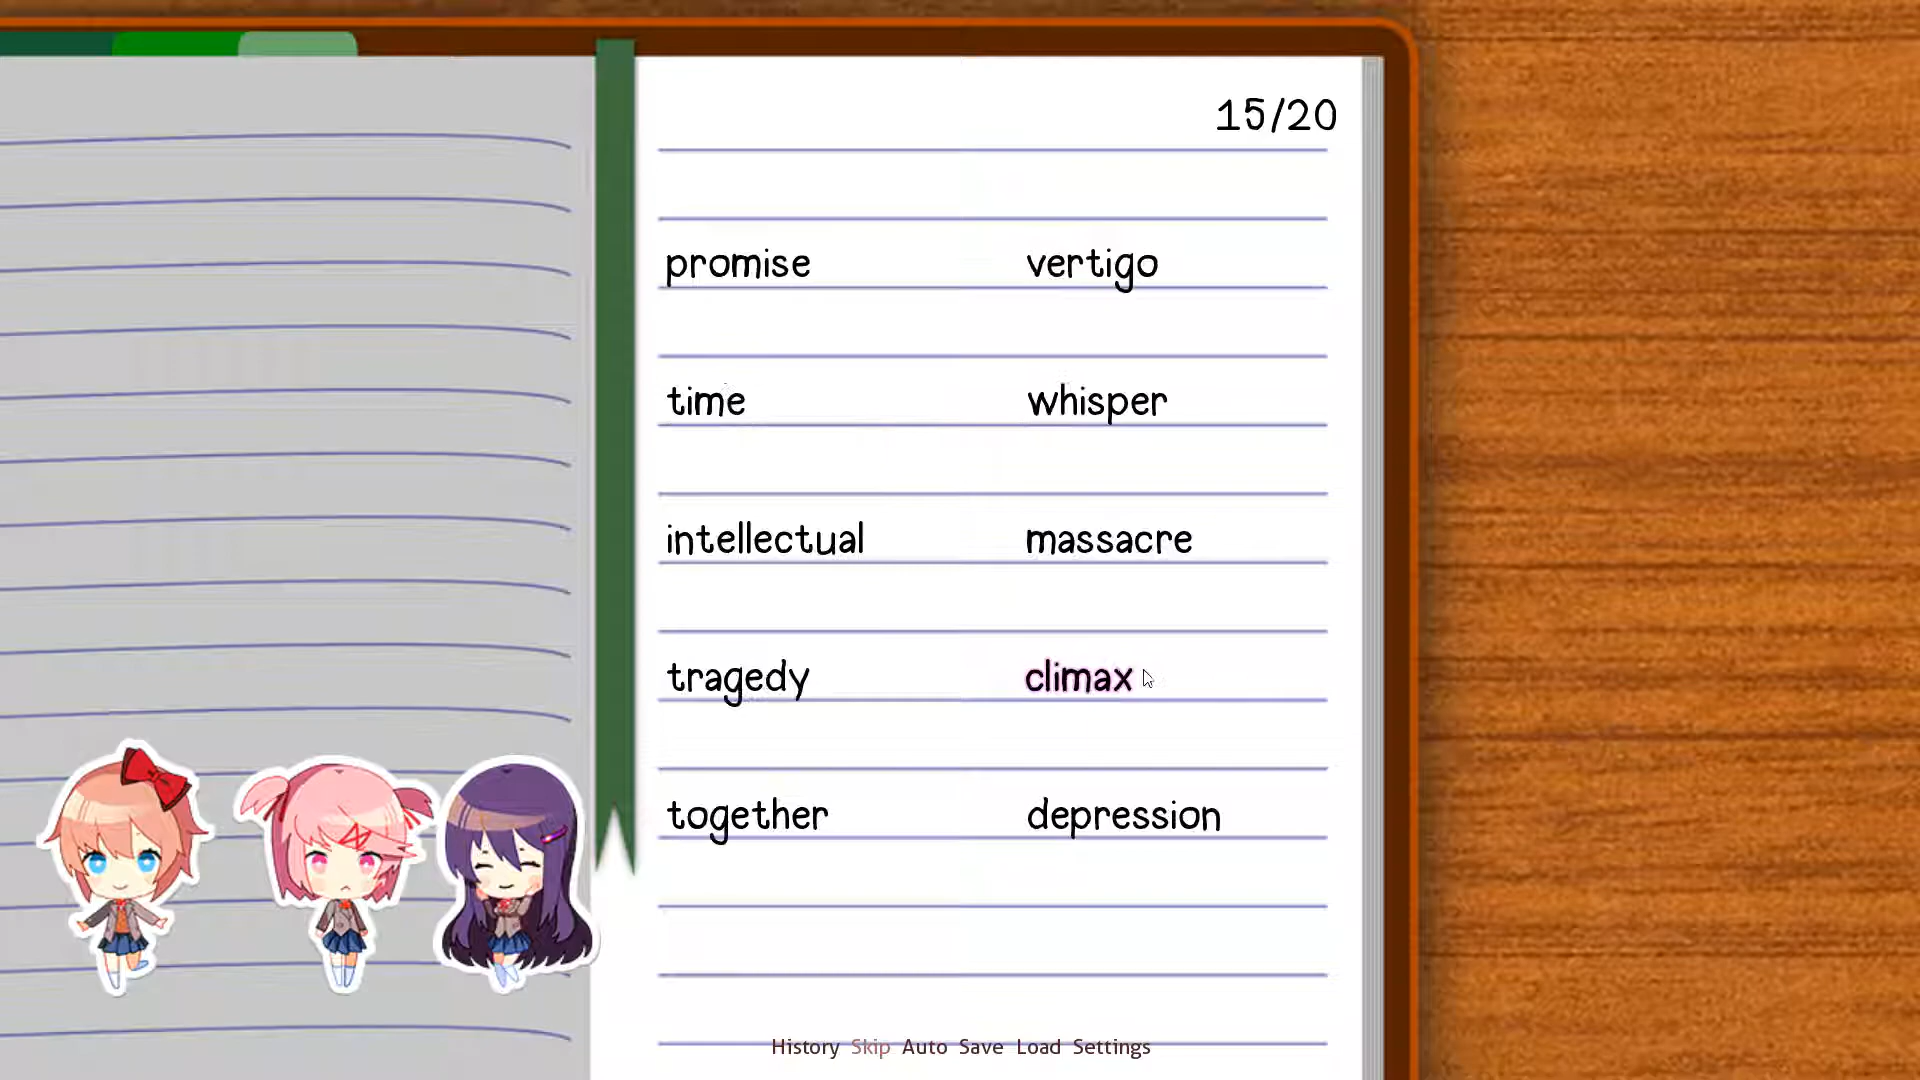 15/20
promise vertigo
time whisper
intellectual massacre
tragedy climax
together depression
History Skip Auto Save Load Settings